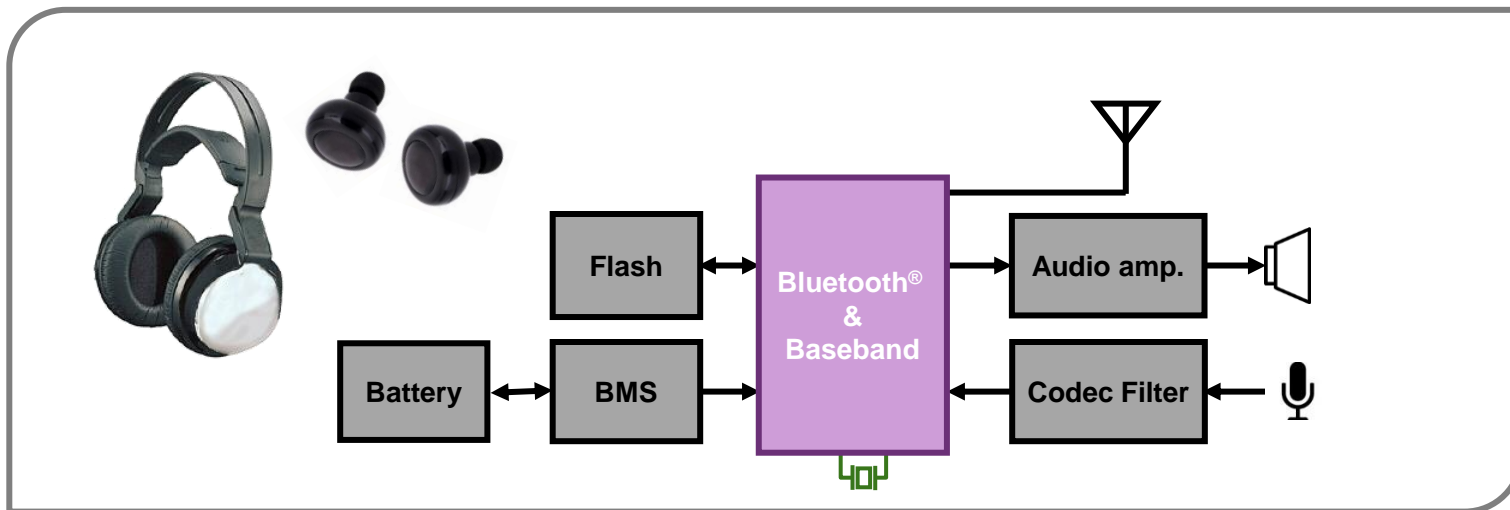 Flash
Bluetooth®
&
Baseband
Audio amp.
Battery
BMS
Codec Filter